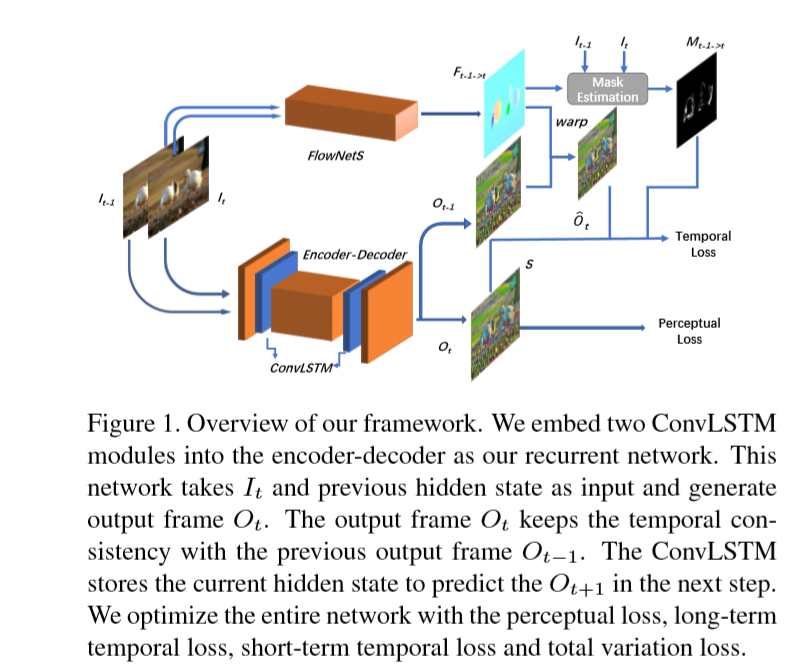 I_{t-1} I_t M_{t-1->t}
F_{t-1->t}
Mask
Estimation
warp
FlowNetS
I_{t-1} I_t
O_{t-1}
Ô_t
Temporal
Loss
Encoder-Decoder
S
Perceptual
Loss
O_t
ConvLSTM
Figure 1. Overview of our framework. We embed two ConvLSTM
modules into the encoder-decoder as our recurrent network. This
network takes I_t and previous hidden state as input and generate
output frame O_t. The output frame O_t keeps the temporal con-
sistency with the previous output frame O_{t−1}. The ConvLSTM
stores the current hidden state to predict the O_{t+1} in the next step.
We optimize the entire network with the perceptual loss, long-term
temporal loss, short-term temporal loss and total variation loss.